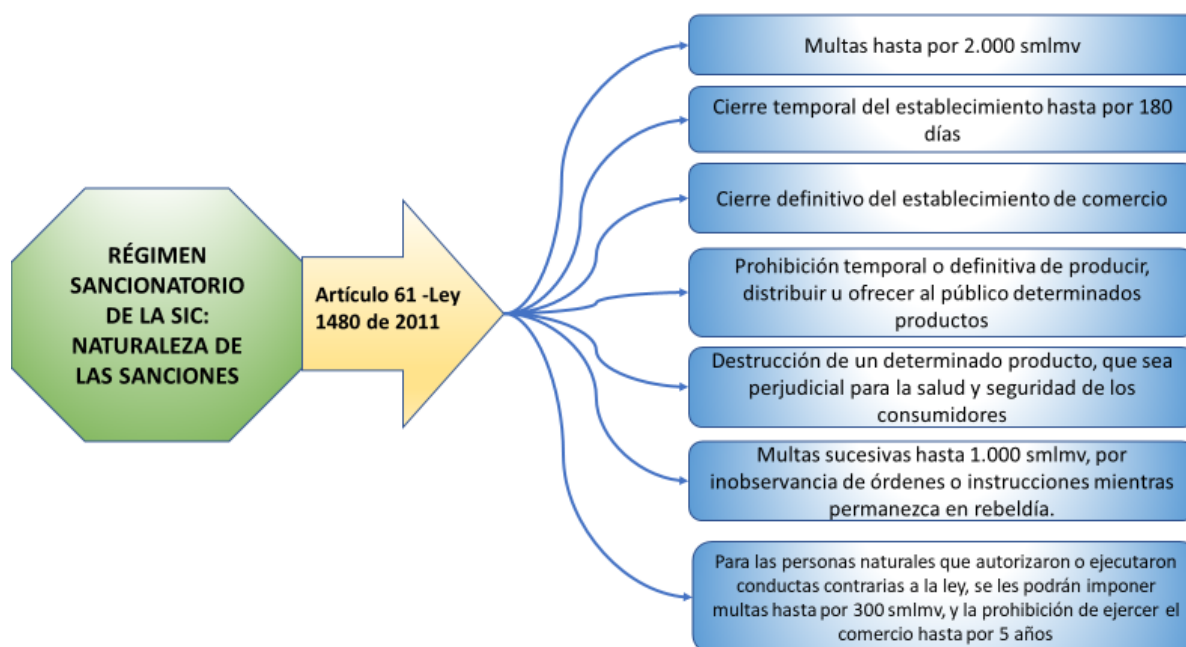 RÉGIMEN
SANCIONATORIO
DE LA SIC:
NATURALEZA DE
LAS SANCIONES
Artículo 61 -Ley
1480 de 2011
Multas hasta por 2.000 smlmv
Cierre temporal del establecimiento hasta por 180
días
Cierre definitivo del establecimiento de comercio
Prohibición temporal o definitiva de producir,
distribuir u ofrecer al público determinados
productos
Destrucción de un determinado producto, que sea
perjudicial para la salud y seguridad de los
consumidores
Multas sucesivas hasta 1.000 smlmv, por
inobservancia de órdenes o instrucciones mientras
permanezca en rebeldía.
Para las personas naturales que autorizaron o ejecutaron
conductas contrarias a la ley, se les podrán imponer
multas hasta por 300 smlmv, y la prohibición de ejercer el
comercio hasta por 5 años